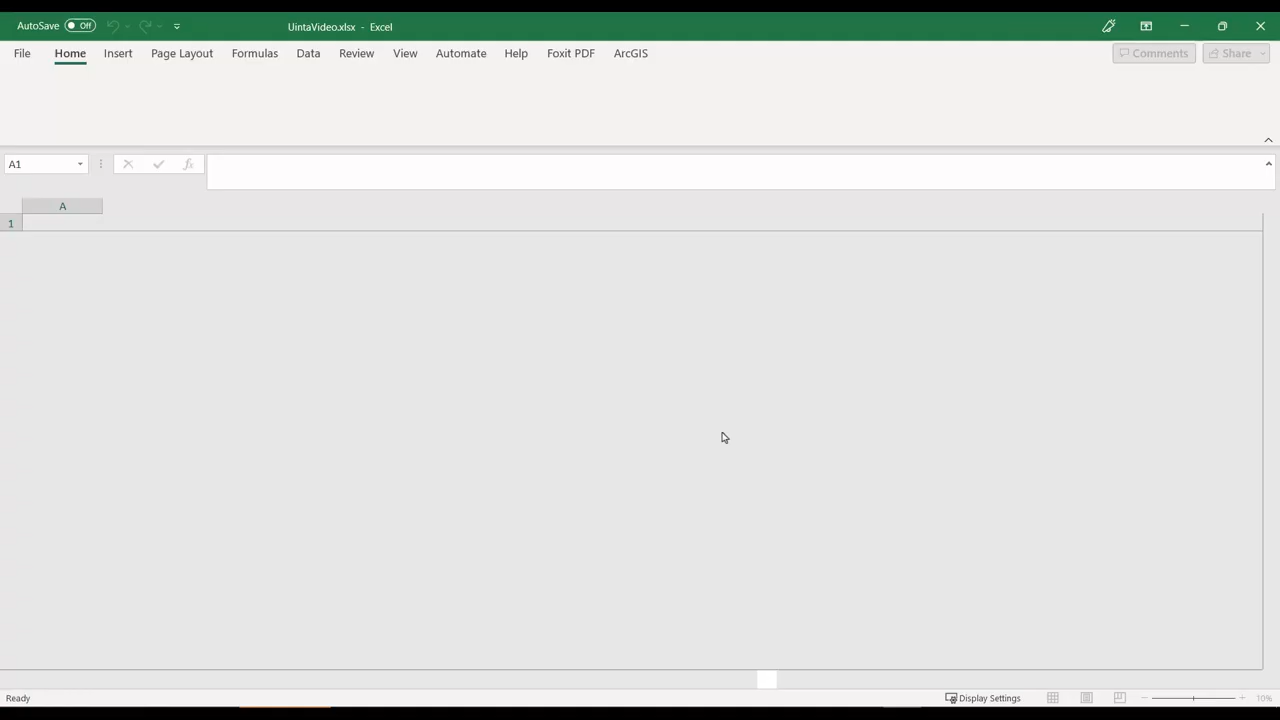 AutoSave Off UintaVideo.xlsx - Excel
File Home Insert Page Layout Formulas Data Review View Automate Help Foxit PDF ArcGIS Comments Share
A1 fx
A
1
Ready Display Settings 10%